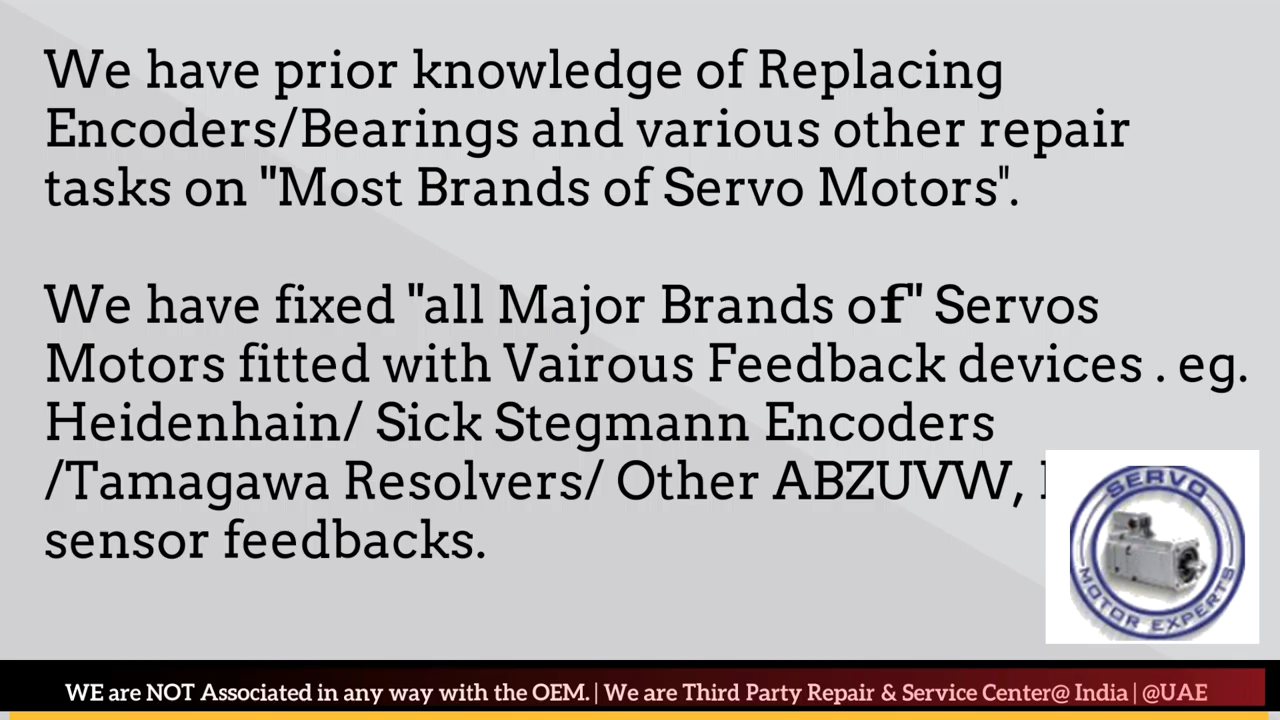 We have prior knowledge of Replacing
Encoders/Bearings and various other repair
tasks on "Most Brands of Servo Motors".
We have fixed "all Major Brands of" Servos
Motors fitted with Vairous Feedback devices . eg.
Heidenhain/ Sick Stegmann Encoders
/Tamagawa Resolvers/ Other ABZUVW,
sensor feedbacks.
SERVO
MOTOR EXPERTS
WE are NOT Associated in any way with the OEM. | We are Third Party Repair & Service Center@ India | @UAE